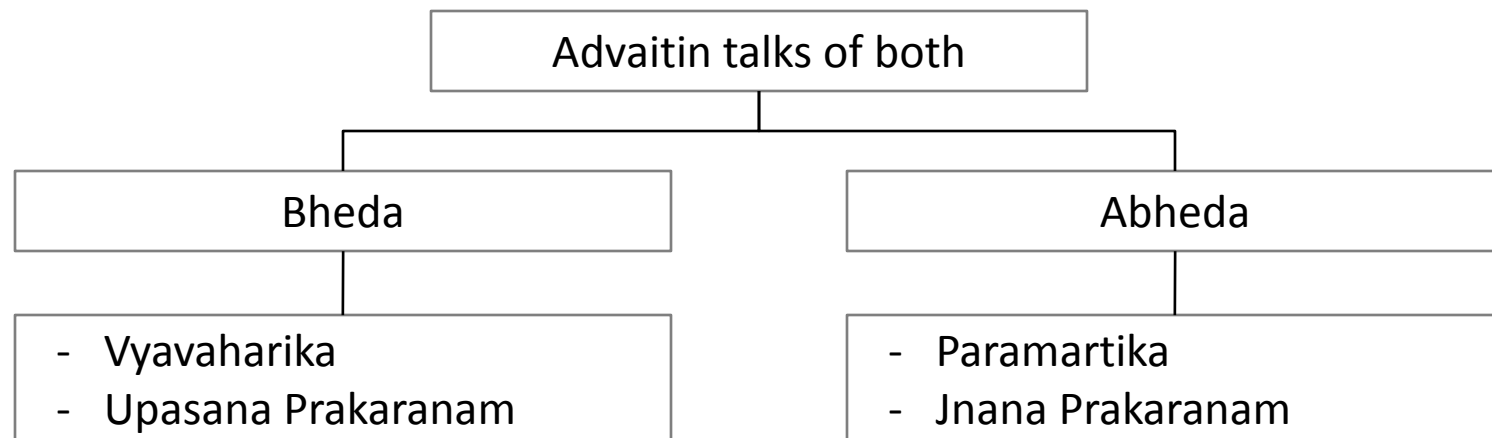 Advaitin talks of both
Bheda
Abheda
- Vyavaharika
- Upasana Prakaranam
- Paramartika
- Jnana Prakaranam